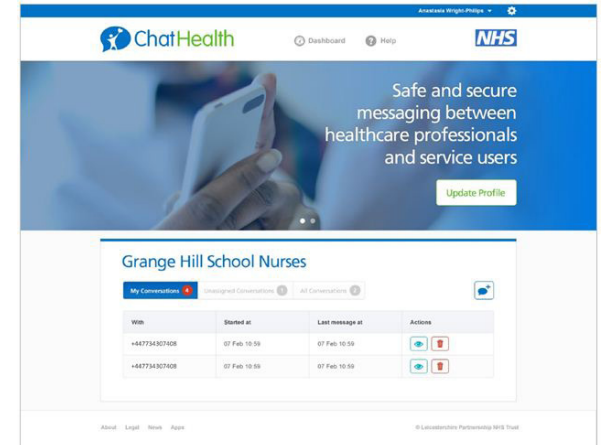 Anastasia Wright-Philips
ChatHealth
Dashboard
Help
NHS
Safe and secure
messaging between
healthcare professionals
and service users
Update Profile
Grange Hill School Nurses
My Conversations 4
Unassigned Conversations 1
All Conversations 2
With Started at Last message at Actions
+447734307408 07 Feb 10:59 07 Feb 10:59
+447734307408 07 Feb 10:59 07 Feb 10:59
About Legal News Apps
© Leicestershire Partnership NHS Trust